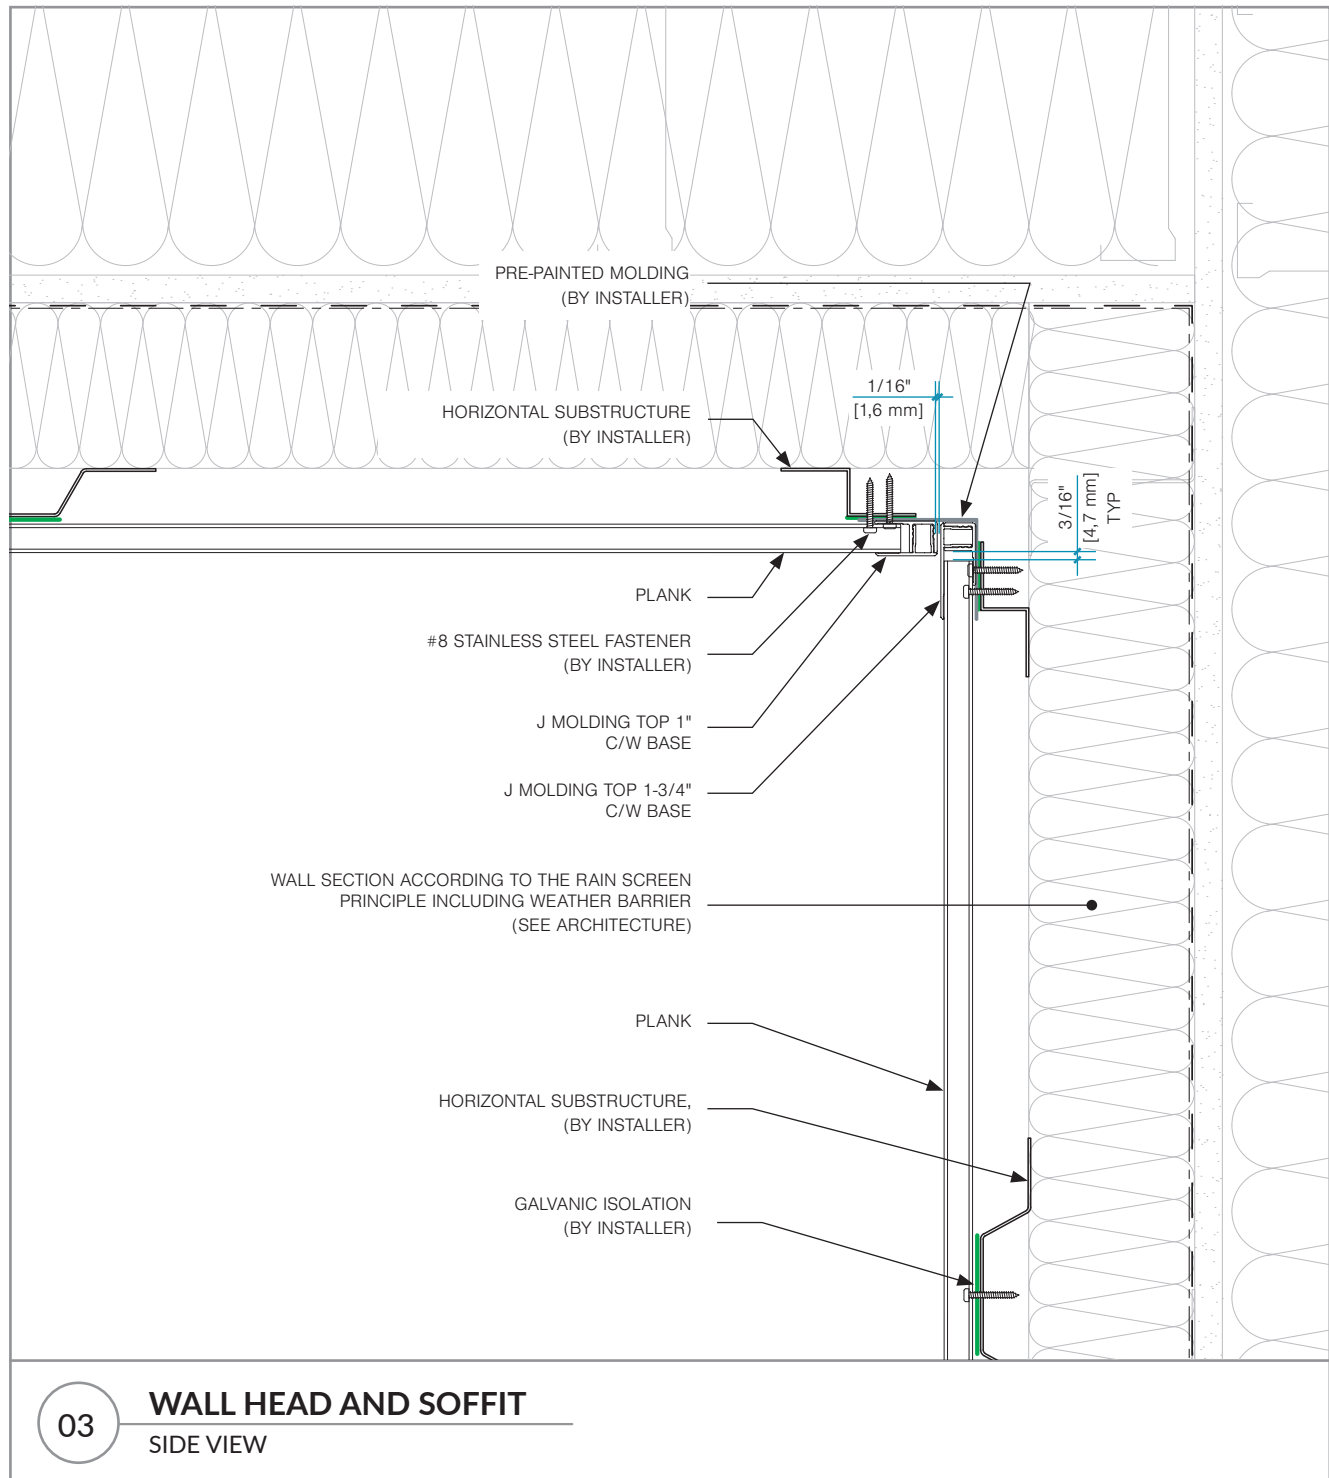 PRE-PAINTED MOLDING
(BY INSTALLER)
1/16"
[1,6 mm]
HORIZONTAL SUBSTRUCTURE
(BY INSTALLER)
3/16"
[4,7 mm]
TYP
PLANK
#8 STAINLESS STEEL FASTENER
(BY INSTALLER)
J MOLDING TOP 1"
C/W BASE
J MOLDING TOP 1-3/4"
C/W BASE
WALL SECTION ACCORDING TO THE RAIN SCREEN
PRINCIPLE INCLUDING WEATHER BARRIER
(SEE ARCHITECTURE)
PLANK
HORIZONTAL SUBSTRUCTURE,
(BY INSTALLER)
GALVANIC ISOLATION
(BY INSTALLER)
03
WALL HEAD AND SOFFIT
SIDE VIEW